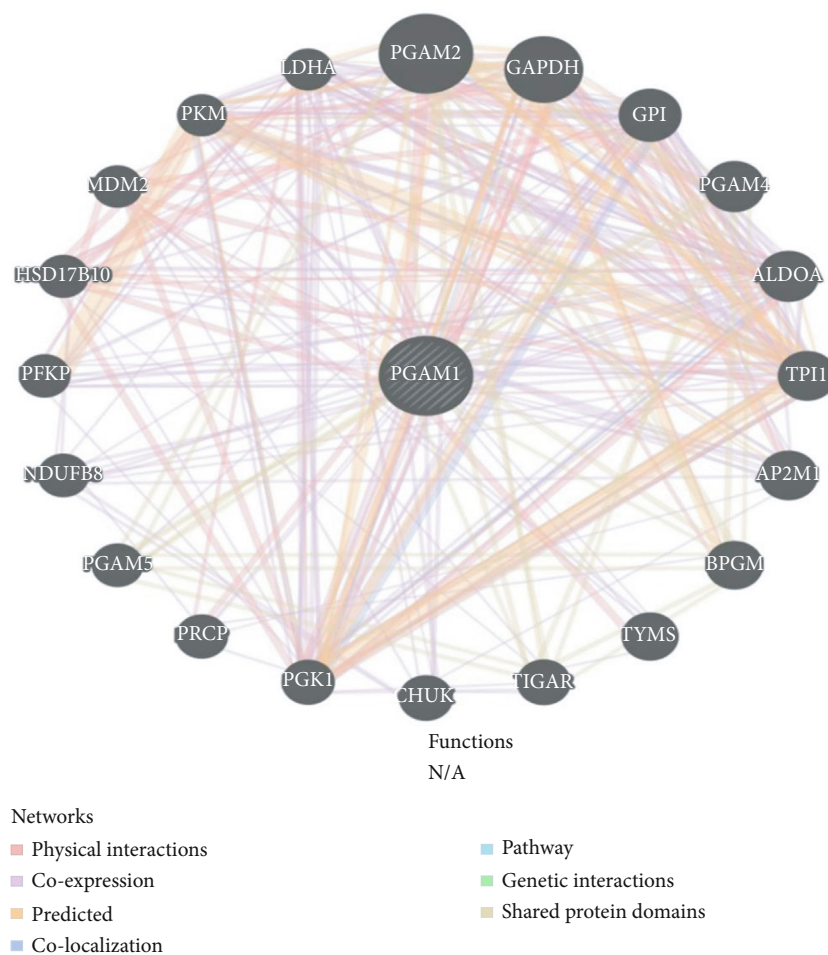 PGAM2
LDHA
GAPDH
PKM
GPI
MDM2
PGAM4
HSD17B10
ALDOA
PFKP
PGAM1
TPI1
NDUFB8
AP2M1
PGAM5
BPGM
PRCP
TYMS
PGK1
CHUK
TIGAR
Functions
N/A
Networks
Physical interactions
Pathway
Co-expression
Genetic interactions
Predicted
Shared protein domains
Co-localization